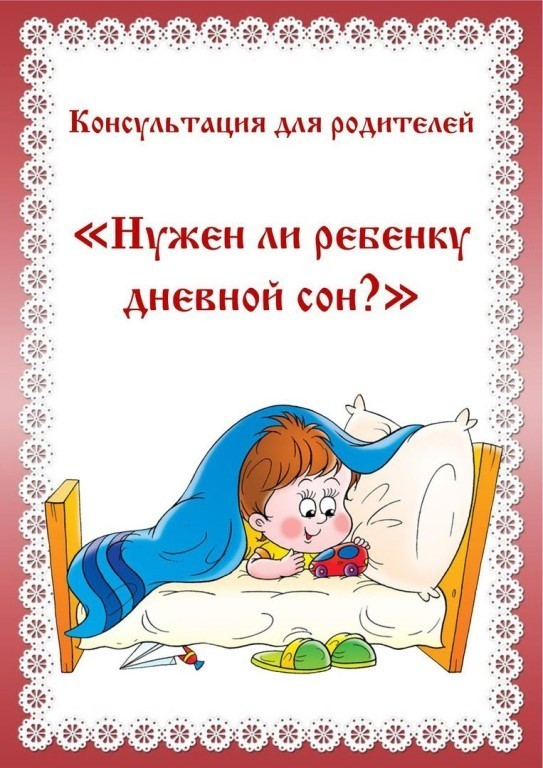 Консультация для родителей
«Нужен ли ребенку
дневной сон?»